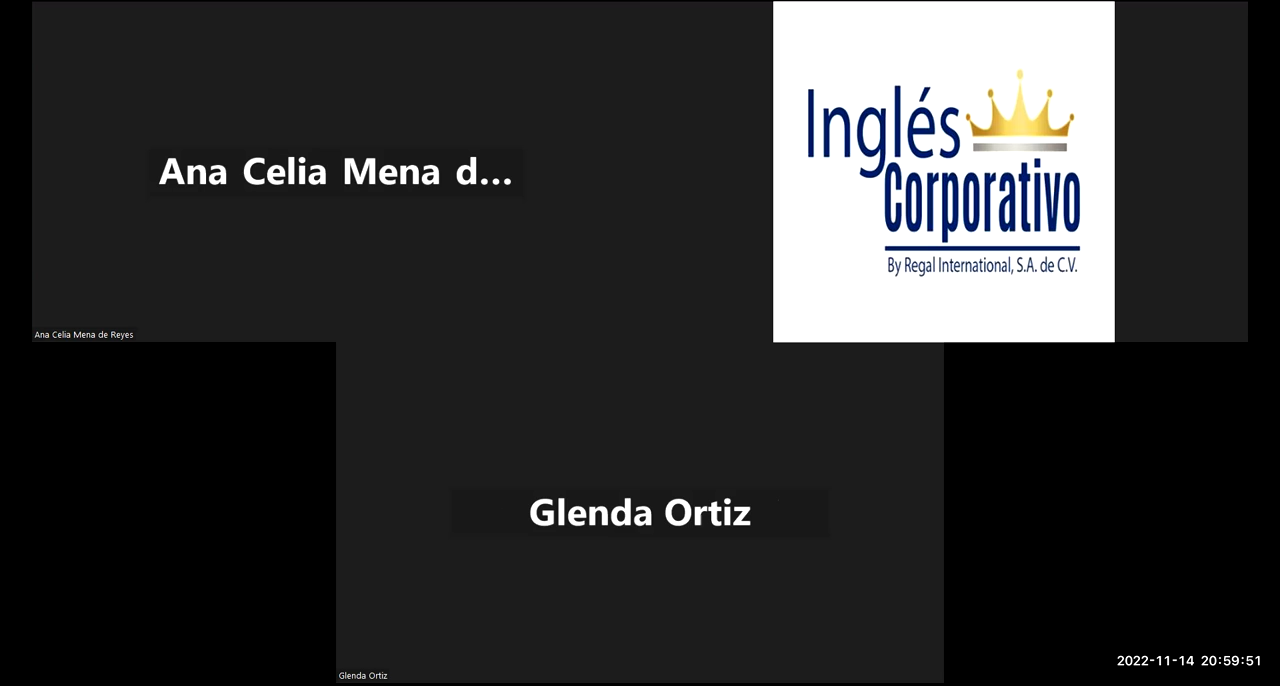 Ana Celia Mena d...
Ana Celia Mena de Reyes
Inglés
Corporativo
By Regal International, S.A. de C.V.
Glenda Ortiz
Glenda Ortiz
2022-11-14 20:59:51